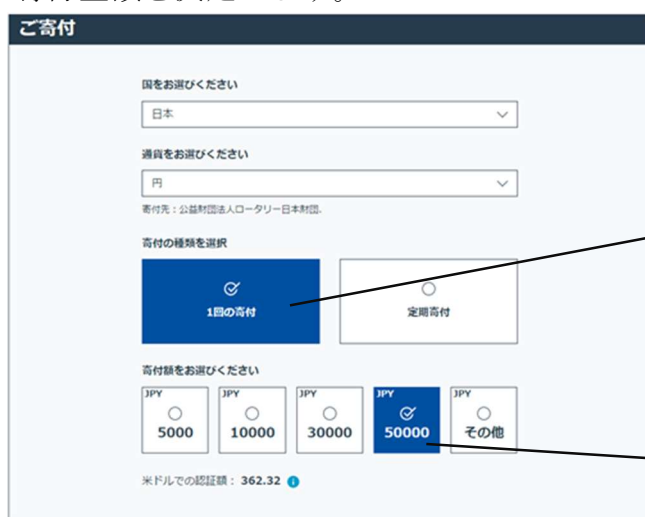 ご寄付
国をお選びください
日本
通貨をお選びください
円
寄付先：公益財団法人ロータリー日本財団.
寄付の種類を選択
1回の寄付
定期寄付
寄付額をお選びください
JPY JPY JPY JPY JPY
5000 10000 30000 50000 その他
米ドルでの認証額： 362.32